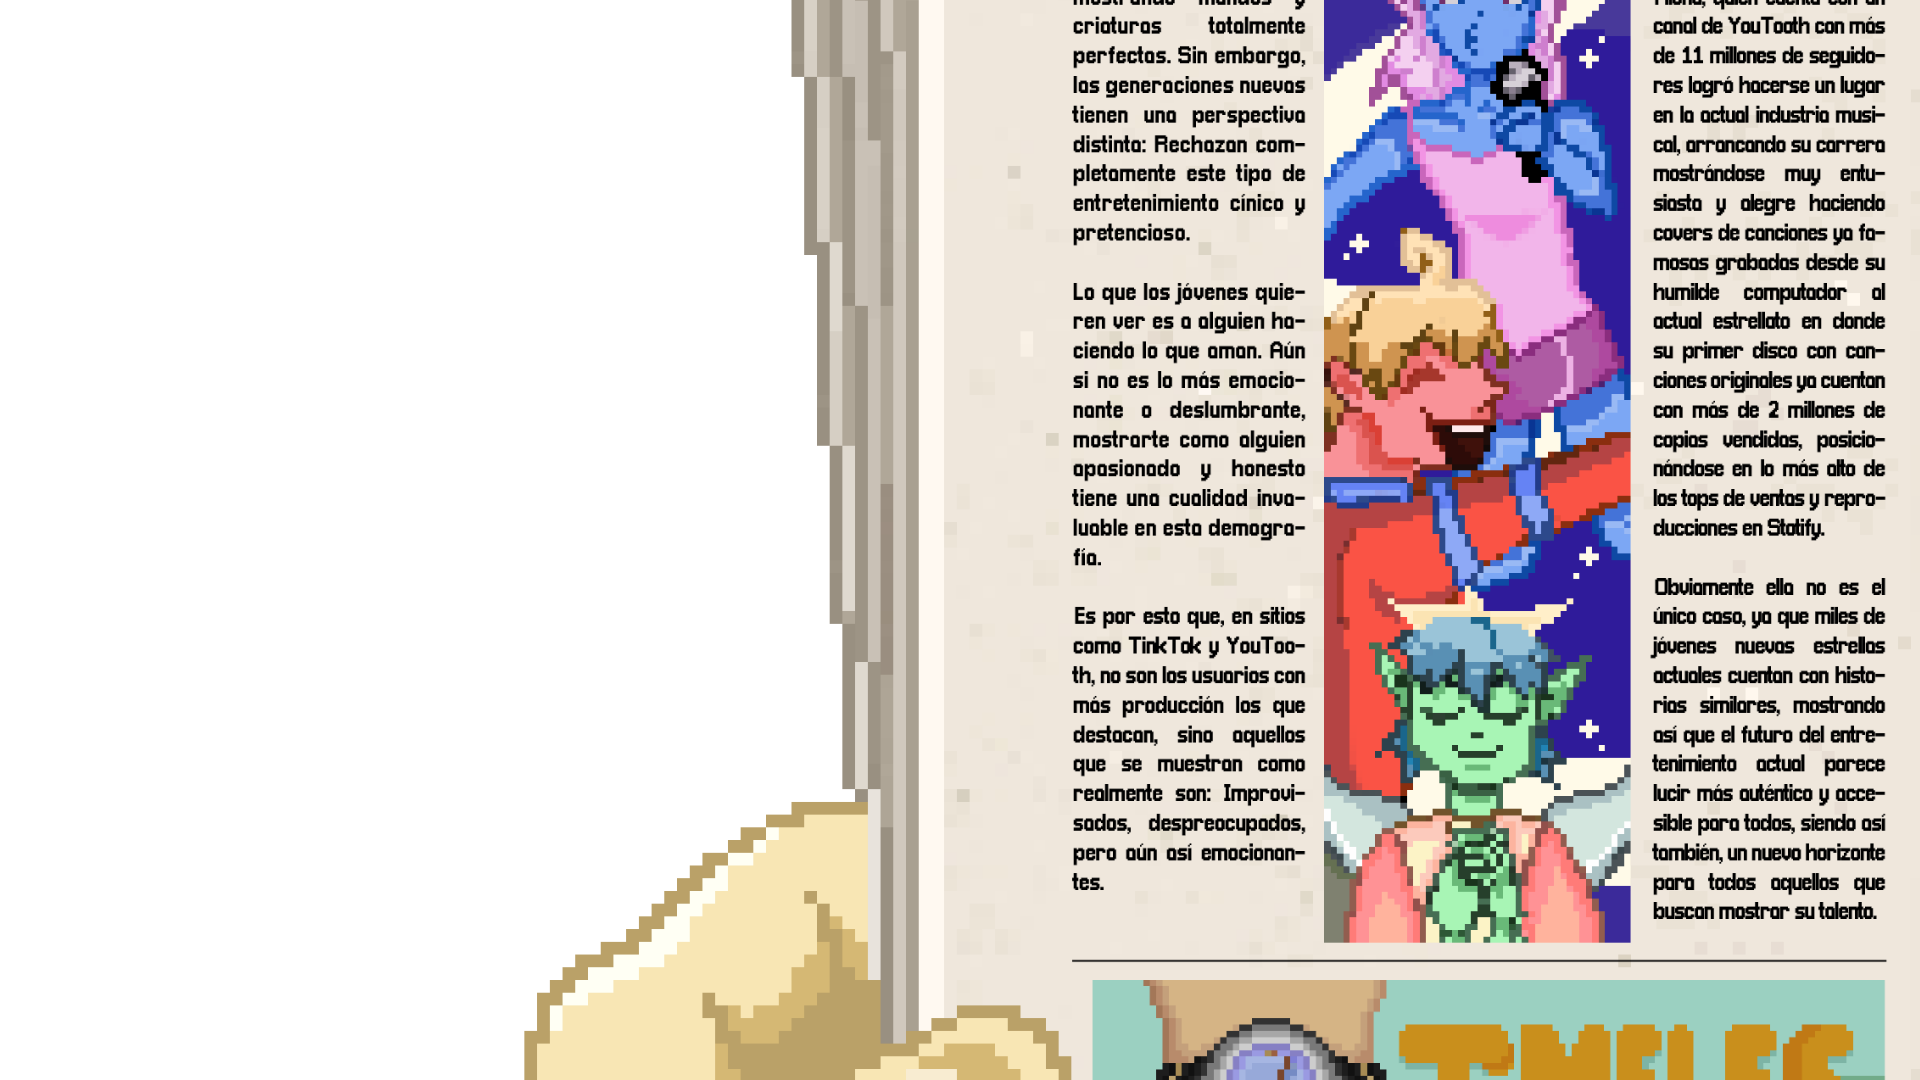 mostrando mundos y
criaturas totalmente
perfectas. Sin embargo,
las generaciones nuevas
tienen una perspectiva
distinta: Rechazan com-
pletamente este tipo de
entretenimiento cínico y
pretencioso.
Lo que los jóvenes quie-
ren ver es a alguien ha-
ciendo lo que aman. Aún
si no es lo más emocio-
nante o deslumbrante,
mostrarte como alguien
apasionado y honesto
tiene una cualidad inva-
luable en esta demogra-
fía.
Es por esto que, en sitios
como TinkTok y YouToo-
th, no son los usuarios con
más producción los que
destacan, sino aquellos
que se muestran como
realmente son: Improvi-
sados, despreocupados,
pero aún así emocionan-
tes.
quien cuenta con un
canal de YouTooth con más
de 11 millones de seguido-
res logró hacerse un lugar
en la actual industria musi-
cal, arrancando su carrera
mostrándose muy entu-
siasta y alegre haciendo
covers de canciones ya fa-
mosas grabadas desde su
humilde computador al
actual estrellato en donde
su primer disco con can-
ciones originales ya cuentan
con más de 2 millones de
copias vendidas, posicio-
nándose en lo más alto de
los tops de ventas y repro-
ducciones en Stotify.
Obviamente ella no es el
único caso, ya que miles de
jóvenes nuevas estrellas
actuales cuentan con histo-
rias similares, mostrando
así que el futuro del entre-
tenimiento actual parece
lucir más auténtico y acce-
sible para todos, siendo así
también, un nuevo horizonte
para todos aquellos que
buscan mostrar su talento.